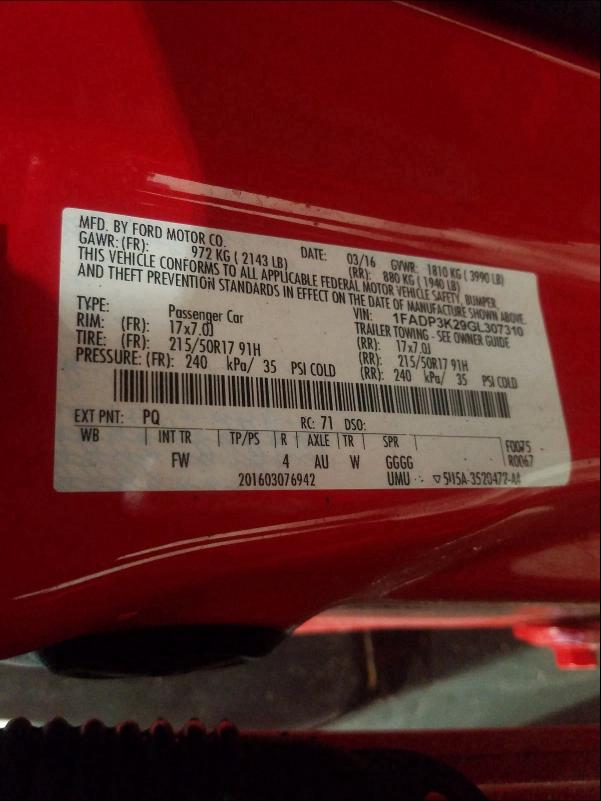 MFD. BY FORD MOTOR CO. DATE: 03/16 GVWR: 1810 KG ( 3990 LB)
GAWR: (FR): 972 KG ( 2143 LB) (RR): 880 KG ( 1940 LB)
THIS VEHICLE CONFORMS TO ALL APPLICABLE FEDERAL MOTOR VEHICLE SAFETY, BUMPER,
AND THEFT PREVENTION STANDARDS IN EFFECT ON THE DATE OF MANUFACTURE SHOWN ABOVE.
VIN: 1FADP3K29GL307310
TYPE: Passenger Car TRAILER TOWING - SEE OWNER GUIDE
RIM: (FR): 17x7.0J (RR): 17x7.0J
TIRE: (FR): 215/50R17 91H (RR): 215/50R17 91H
PRESSURE: (FR): 240 kPa/ 35 PSI COLD (RR): 240 kPa/ 35 PSI COLD
EXT PNT: PQ RC: 71 DSO:
WB INT TR TP/PS R AXLE TR SPR F0075
FW 4 AU W GGGG R0067
201603076942 UMU